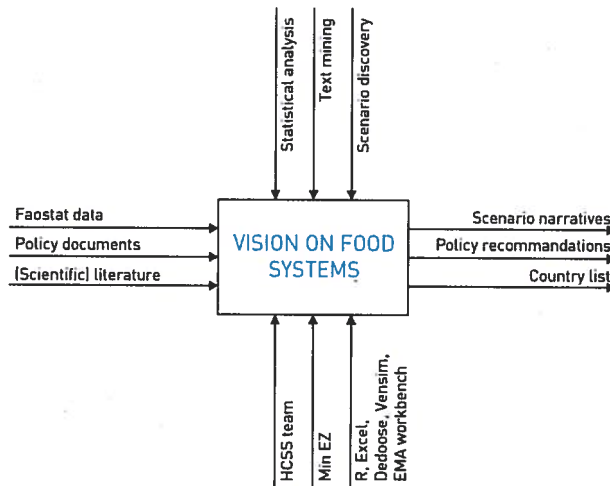 Statistical analysis
Text mining
Scenario discovery
Faostat data
Policy documents
(Scientific) literature
VISION ON FOOD
SYSTEMS
Scenario narratives
Policy recommandations
Country list
HCSS team
Min EZ
R, Excel,
Dedoose, Vensim,
EMA workbench